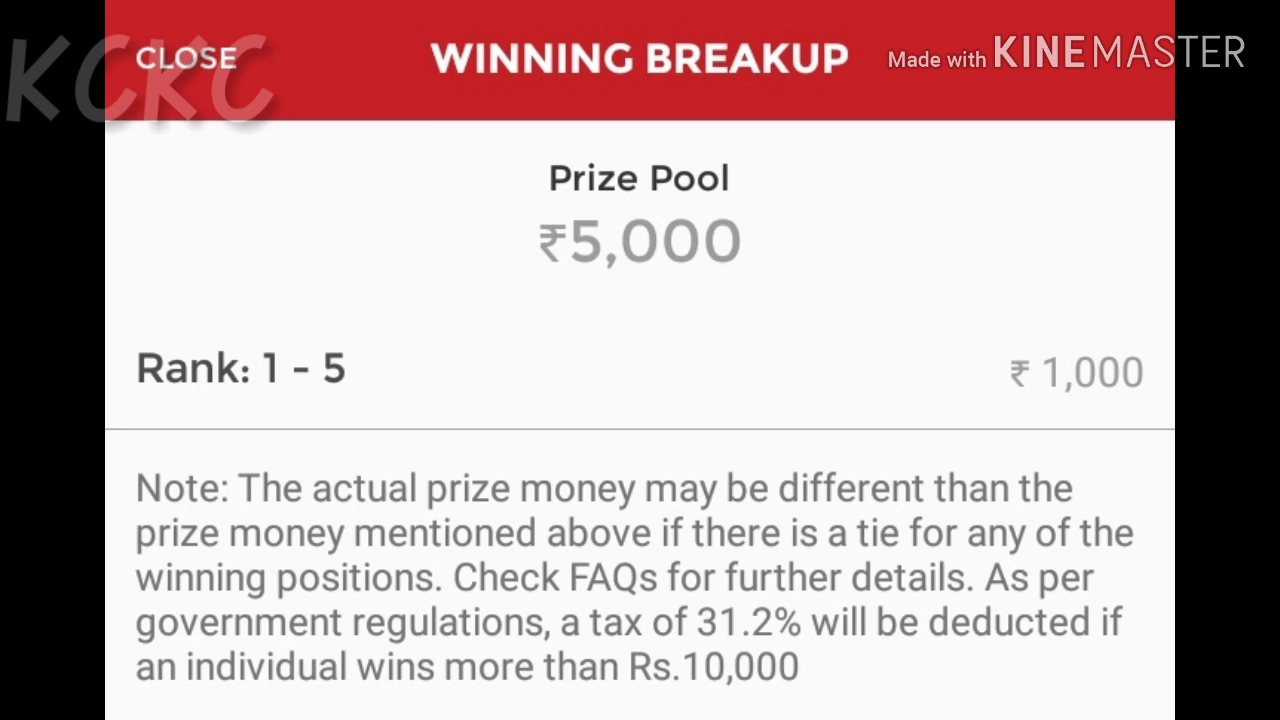 KCKC
CLOSE
WINNING BREAKUP
Made with KINEMASTER
Prize Pool
₹5,000
Rank: 1 - 5
₹ 1,000
Note: The actual prize money may be different than the
prize money mentioned above if there is a tie for any of the
winning positions. Check FAQs for further details. As per
government regulations, a tax of 31.2% will be deducted if
an individual wins more than Rs.10,000